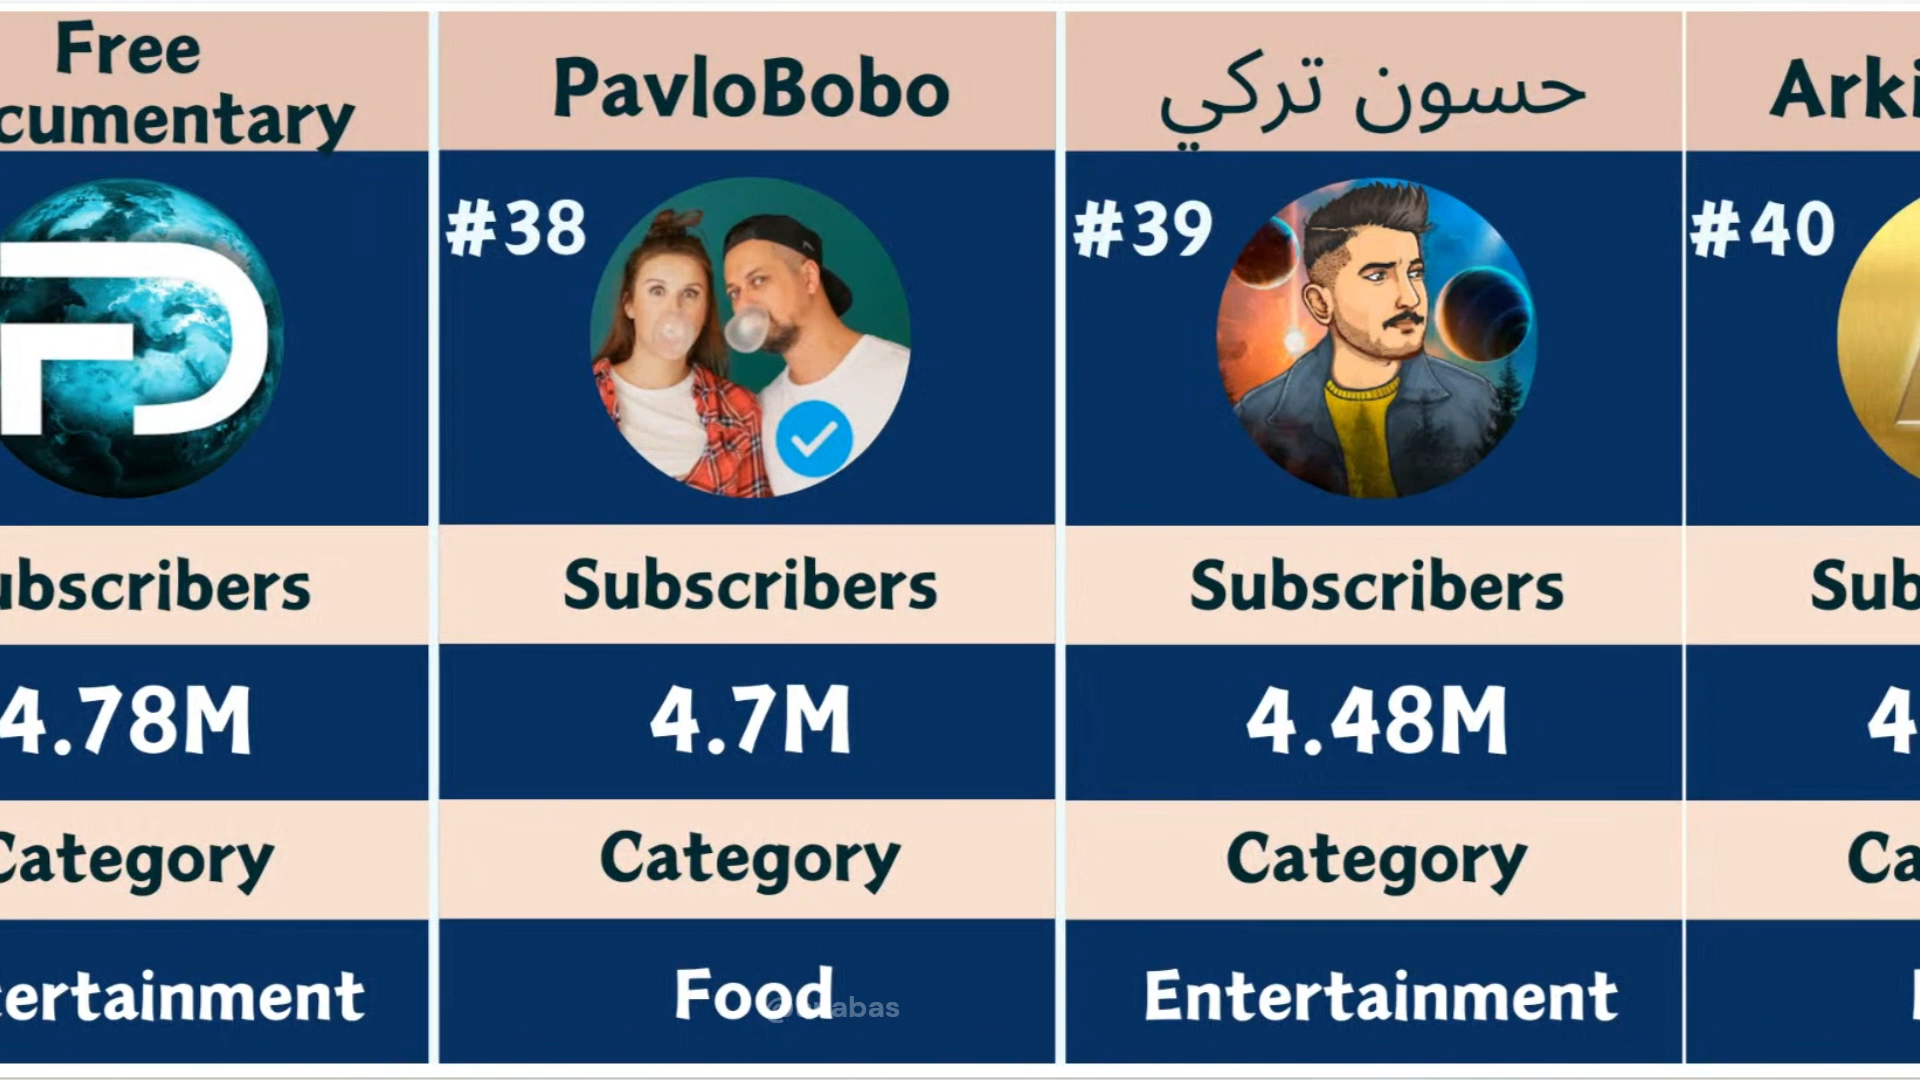 Free
cumentary
FD
ubscribers
4.78M
Category
tertainment
PavloBobo
#38
Subscribers
4.7M
Category
Food
حسون تركي
#39
Subscribers
4.48M
Category
Entertainment
Arki
#40
Sub
4
Ca